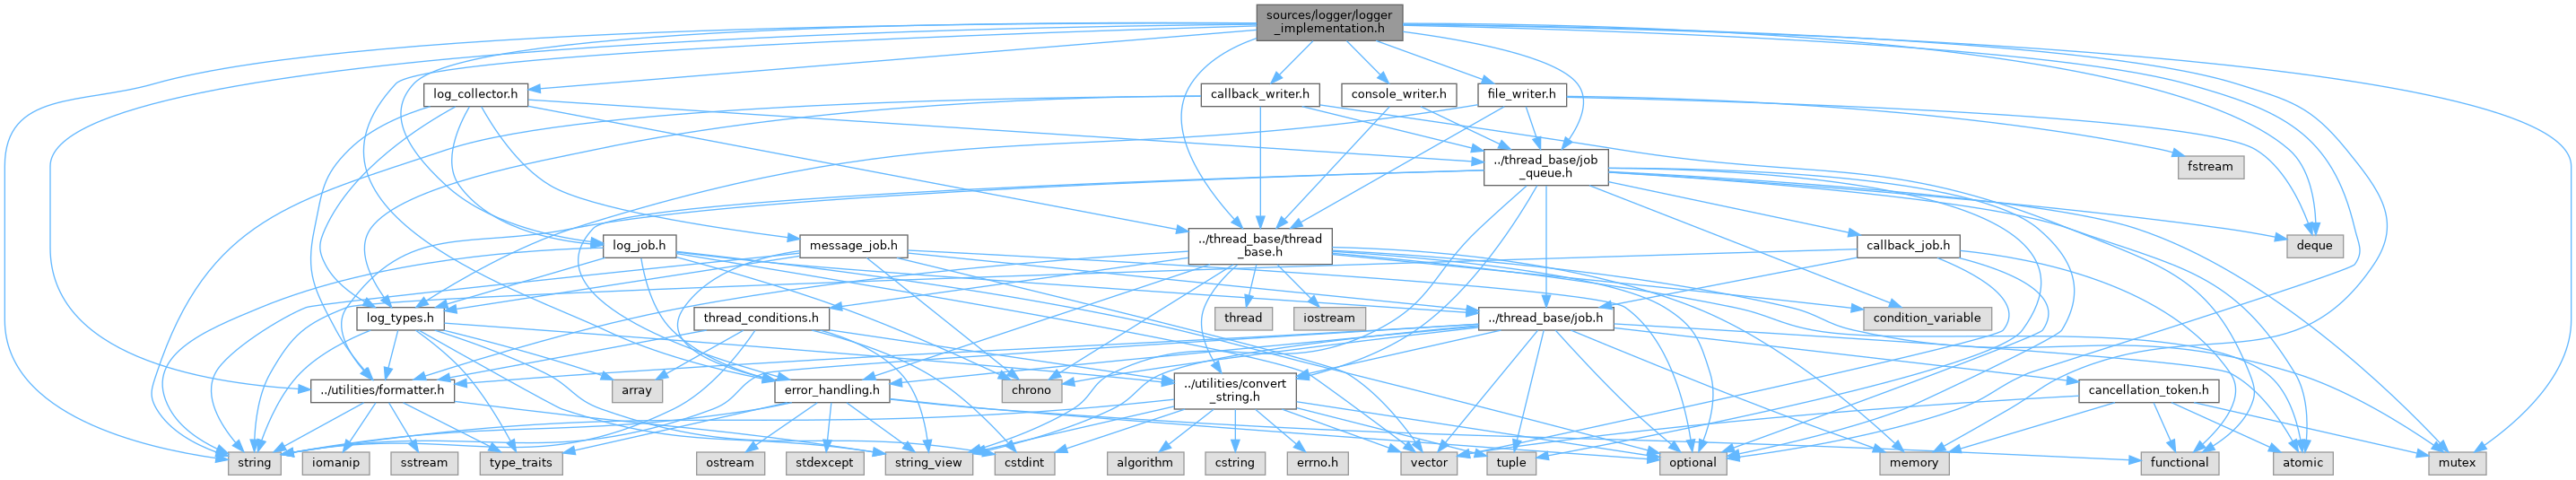 sources/logger/logger
_implementation.h
log_collector.h
callback_writer.h
console_writer.h
file_writer.h
../thread_base/job
_queue.h
fstream
log_job.h
message_job.h
../thread_base/thread
_base.h
callback_job.h
deque
log_types.h
thread_conditions.h
thread
iostream
../thread_base/job.h
condition_variable
../utilities/formatter.h
array
error_handling.h
chrono
../utilities/convert
_string.h
cancellation_token.h
string
iomanip
sstream
type_traits
ostream
stdexcept
string_view
cstdint
algorithm
cstring
errno.h
vector
tuple
optional
memory
functional
atomic
mutex